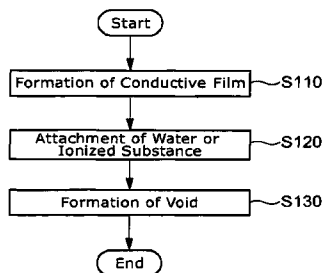 Start
Formation of Conductive Film
S110
Attachment of Water or
Ionized Substance
S120
Formation of Void
S130
End